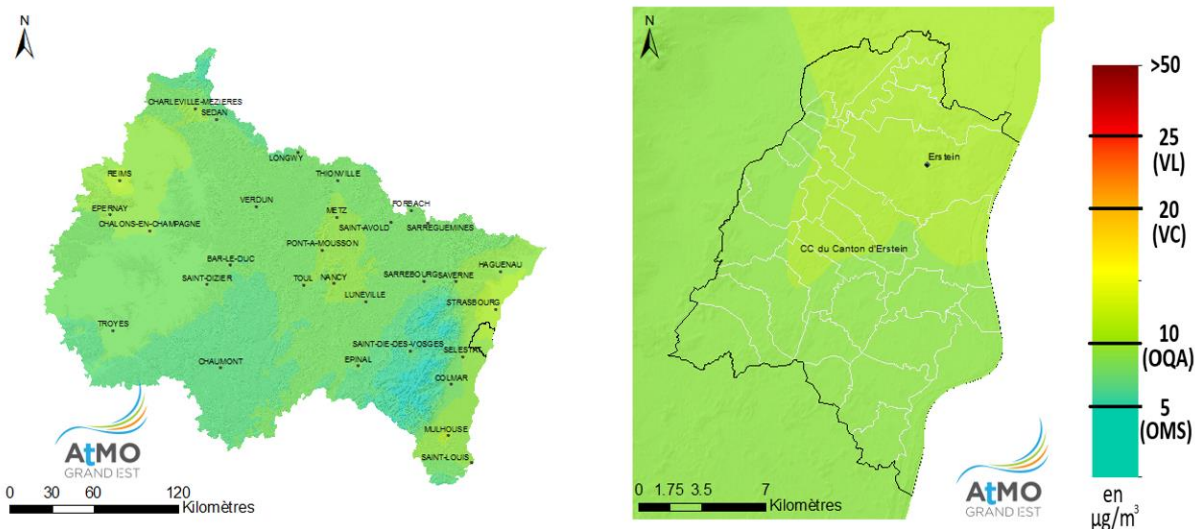 N
CHARLEVILLE-MEZIERES
SEDAN
LONGWY
THIONVILLE
REIMS
VERDUN
METZ
FORBACH
EPERNAY
SAINT-AVOLD
SARREGUEMINES
CHALONS-EN-CHAMPAGNE
PONT-A-MOUSSON
BAR-LE-DUC
HAGUENAU
SAINT-DIZIER
TOUL
NANCY
SARREBOURG
SAVERNE
LUNEVILLE
STRASBOURG
TROYES
SAINT-DIE-DES-VOSGES
SELESTAT
CHAUMONT
EPINAL
COLMAR
MULHOUSE
SAINT-LOUIS
AtMO
GRAND EST
0 30 60 120
Kilomètres
N
Erstein
CC du Canton d'Erstein
0 1.75 3.5 7
Kilomètres
AtMO
GRAND EST
>50
25
(VL)
20
(VC)
10
(OQA)
5
(OMS)
en
µg/m³